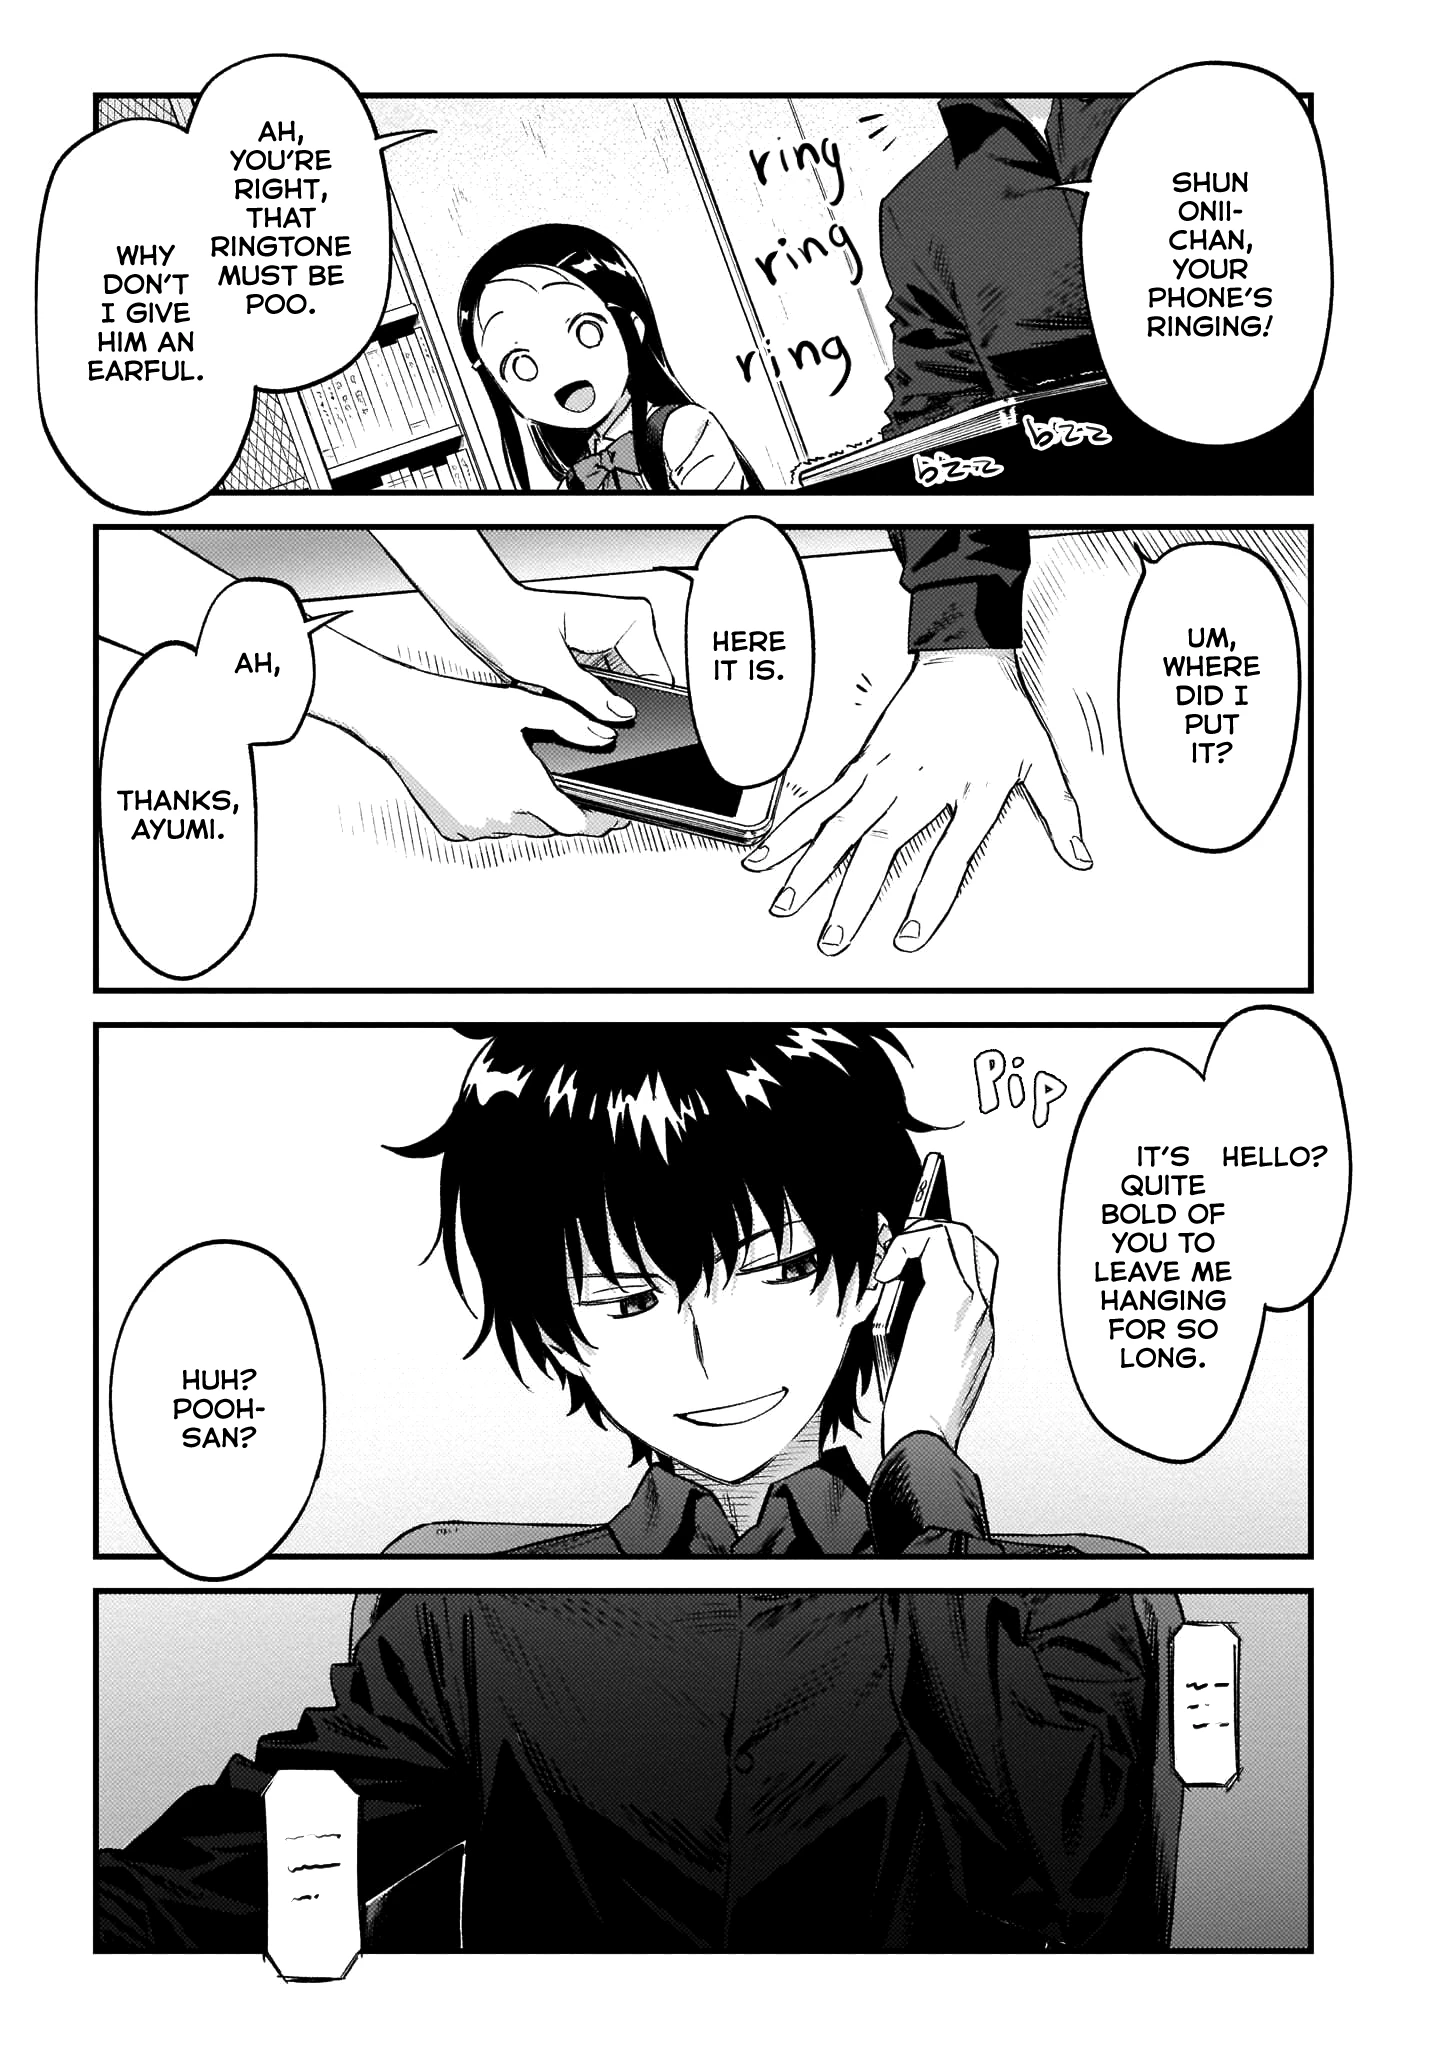 SHUN
ONII-
CHAN,
YOUR
PHONE'S
RINGING!
ring
ring
ring
bzz
bzz
AH,
YOU'RE
RIGHT,
THAT
RINGTONE
MUST BE
POO.
WHY
DON'T
I GIVE
HIM AN
EARFUL.
UM,
WHERE
DID I
PUT
IT?
HERE
IT IS.
AH,
THANKS,
AYUMI.
HELLO?
IT'S
QUITE
BOLD OF
YOU TO
LEAVE ME
HANGING
FOR SO
LONG.
PiP
HUH?
POOH-
SAN?